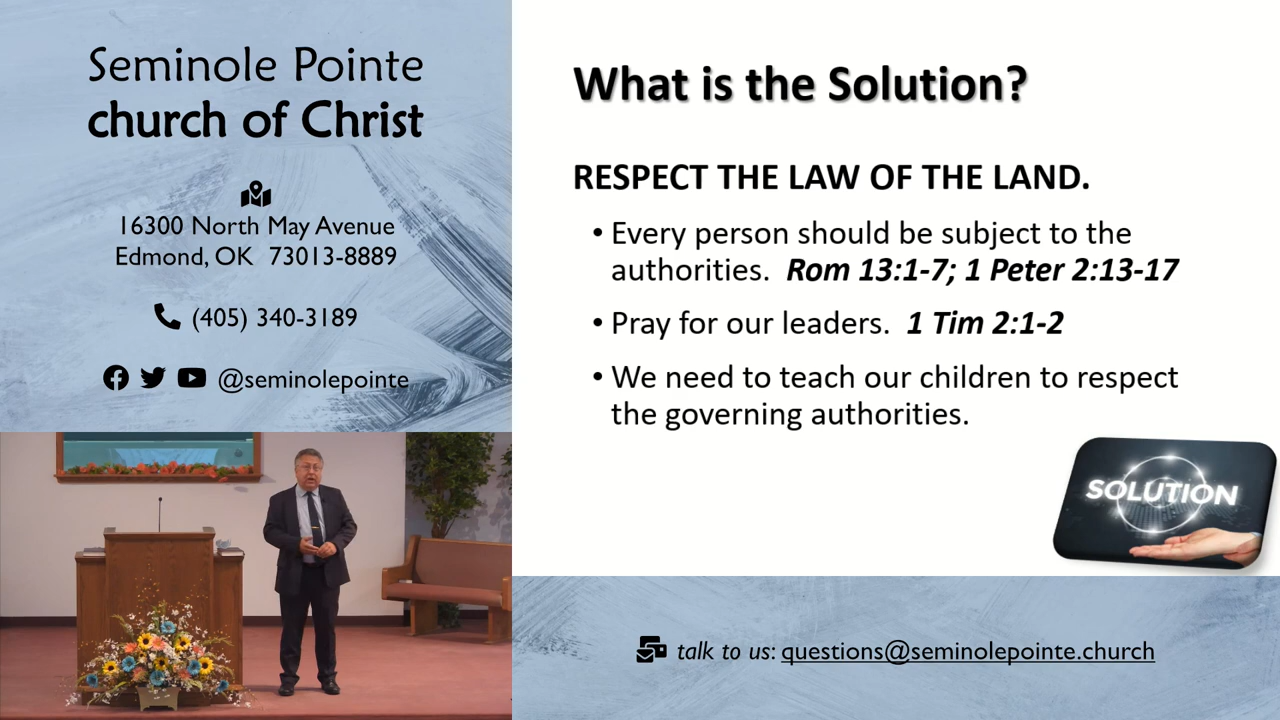 Seminole Pointe
church of Christ
16300 North May Avenue
Edmond, OK 73013-8889
(405) 340-3189
@seminolepointe
What is the Solution?
RESPECT THE LAW OF THE LAND.
• Every person should be subject to the
authorities. Rom 13:1-7; 1 Peter 2:13-17
• Pray for our leaders. 1 Tim 2:1-2
• We need to teach our children to respect
the governing authorities.
SOLUTION
talk to us: questions@seminolepointe.church